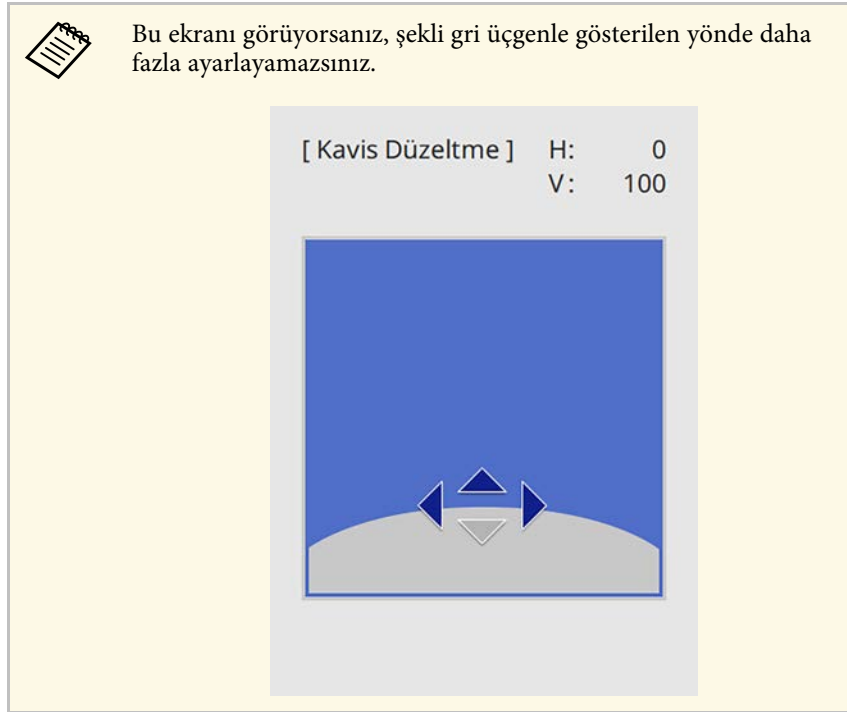 Bu ekranı görüyorsanız, şekli gri üçgenle gösterilen yönde daha
fazla ayarlayamazsınız.
[ Kavis Düzeltme ] H: 0
V: 100